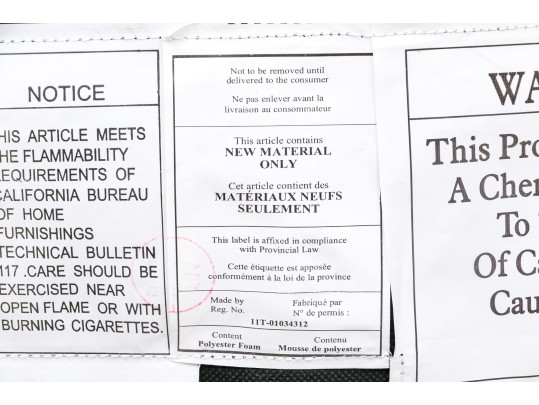 NOTICE
HIS ARTICLE MEETS
HE FLAMMABILITY
EQUIREMENTS OF
CALIFORNIA BUREAU
OF HOME
FURNISHINGS
TECHNICAL BULLETIN
117 .CARE SHOULD BE
EXERCISED NEAR
OPEN FLAME OR WITH
BURNING CIGARETTES.
Not to be removed until
delivered to the consumer
Ne pas enlever avant la
livraison au consommateur
This article contains
NEW MATERIAL
ONLY
Cet article contient des
MATÉRIAUX NEUFS
SEULEMENT
This label is affixed in compliance
with Provincial Law
Cette étiquette est apposée
conformément à la loi de la province
Made by
Reg. No.
Fabriqué par
N° de permis :
11T-01034312
Content
Polyester Foam
Contenu
Mousse de polyester
WA
This Pro
A Che
To
Of Ca
Cau